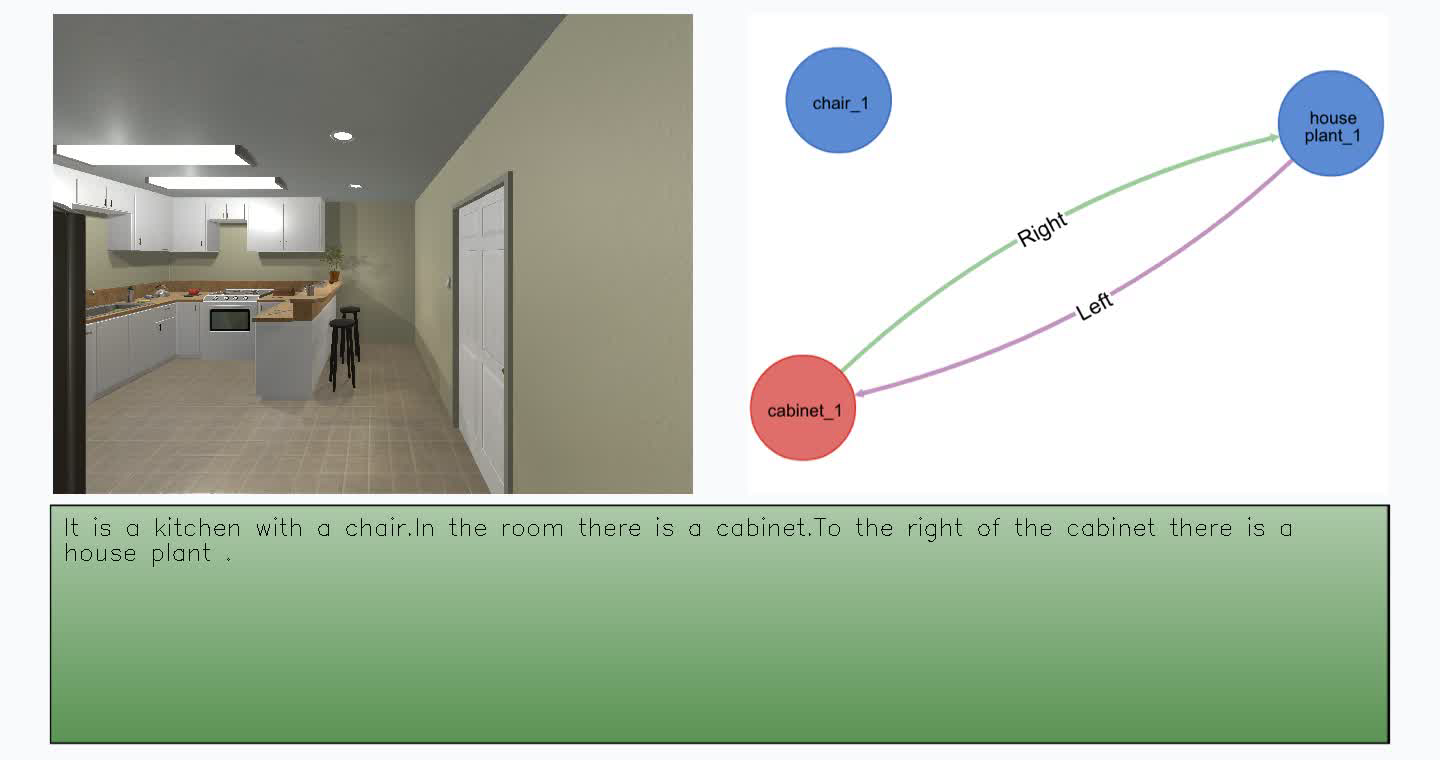 chair_1
house
plant_1
Right
Left
cabinet_1
It is a kitchen with a chair.In the room there is a cabinet.To the right of the cabinet there is a
house plant .